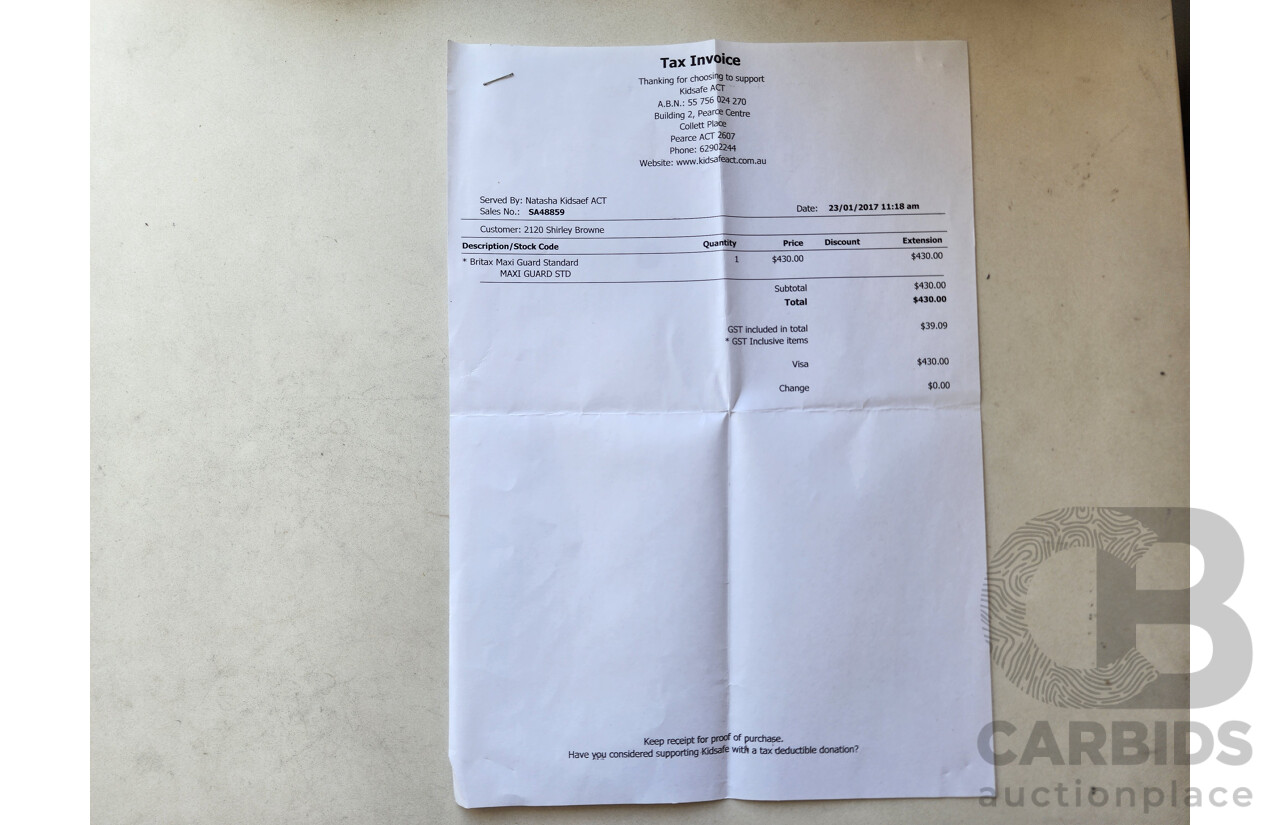 Tax Invoice
Thanking for choosing to support
Kidsafe ACT
A.B.N.: 55 756 024 270
Building 2, Pearce Centre
Collett Place
Pearce ACT 2607
Phone: 62902244
Website: www.kidsafeact.com.au
Served By: Natasha Kidsaef ACT
Sales No.: SA48859 Date: 23/01/2017 11:18 am
Customer: 2120 Shirley Browne
Description/Stock Code Quantity Price Discount Extension
* Britax Maxi Guard Standard 1 $430.00 $430.00
MAXI GUARD STD
Subtotal $430.00
Total $430.00
GST included in total $39.09
* GST Inclusive items
Visa $430.00
Change $0.00
Keep receipt for proof of purchase.
Have you considered supporting Kidsafe with a tax deductible donation?
CB
CARBIDS
auctionplace